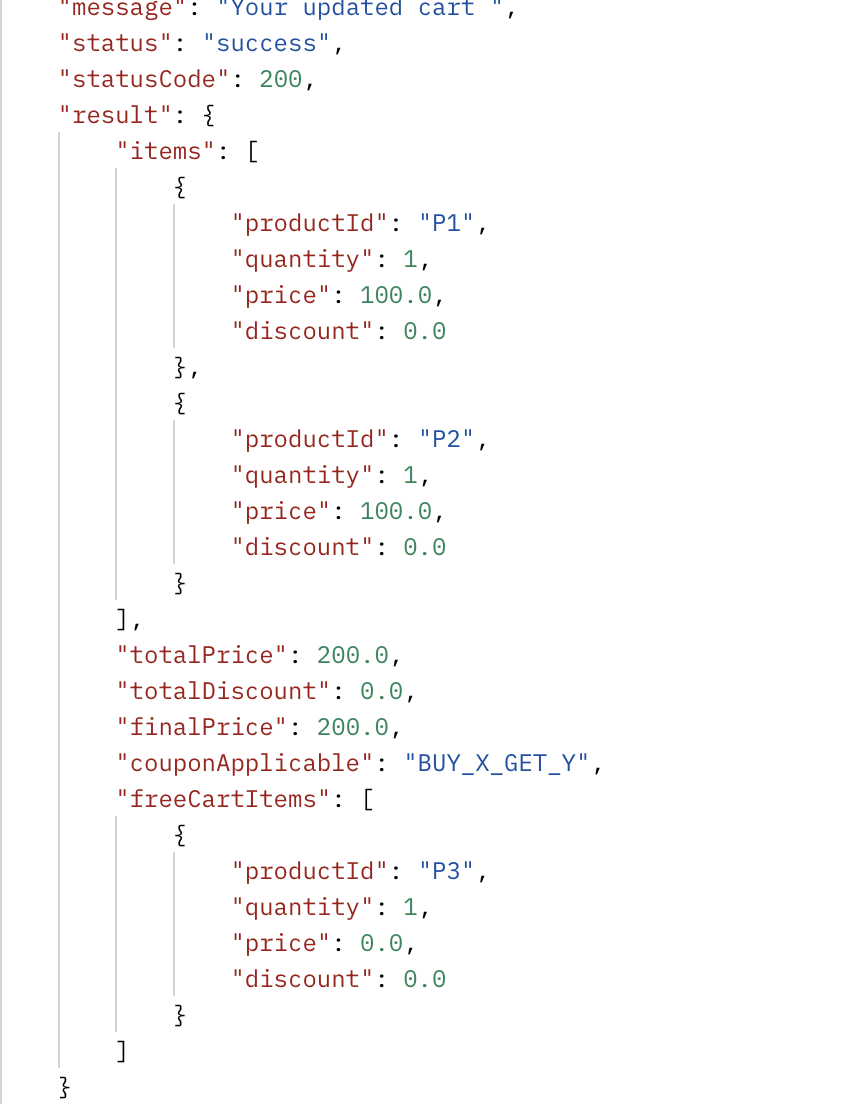 "message": "Your updated cart ",
"status": "success",
"statusCode": 200,
"result": {
"items": [
{
"productId": "P1",
"quantity": 1,
"price": 100.0,
"discount": 0.0
},
{
"productId": "P2",
"quantity": 1,
"price": 100.0,
"discount": 0.0
}
],
"totalPrice": 200.0,
"totalDiscount": 0.0,
"finalPrice": 200.0,
"couponApplicable": "BUY_X_GET_Y",
"freeCartItems": [
{
"productId": "P3",
"quantity": 1,
"price": 0.0,
"discount": 0.0
}
]
}